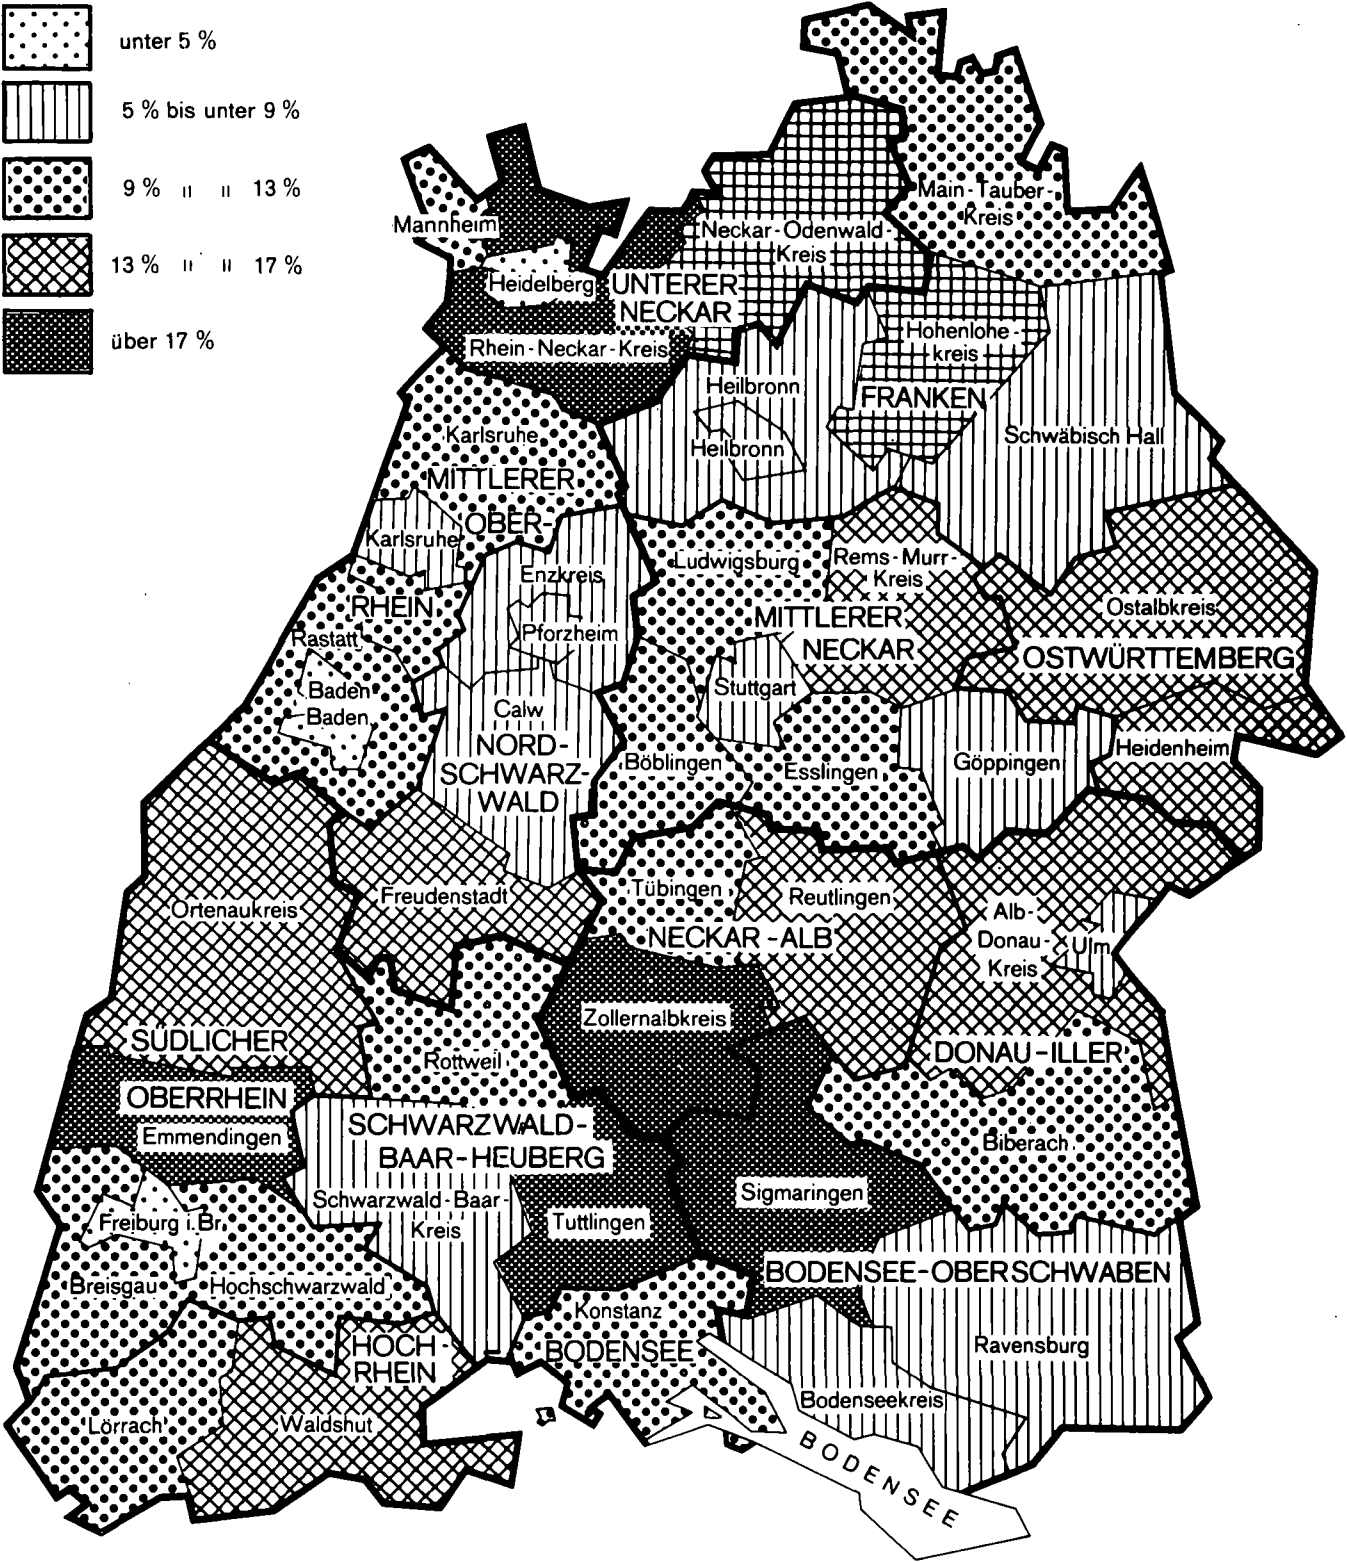 unter 5 %
5 % bis unter 9 %
9 % " " 13 %
13 % " " 17 %
über 17 %
Main-Tauber-
Kreis
Mannheim
Neckar-Odenwald-
Kreis
Heidelberg
UNTERER
NECKAR
Rhein-Neckar-Kreis
Hohenlohe-
kreis
Heilbronn
FRANKEN
Karlsruhe
Heilbronn
Schwäbisch Hall
MITTLERER
OBER-
Karlsruhe
RHEIN
Enzkreis
Ludwigsburg
Rems-Murr-
Kreis
Ostalbkreis
MITTLERER
NECKAR
Rastatt
Pforzheim
OSTWÜRTTEMBERG
Baden
Baden
Stuttgart
Calw
NORD-
SCHWARZ-
WALD
Böblingen
Esslingen
Göppingen
Heidenheim
Ortenaukreis
Freudenstadt
Tübingen
Reutlingen
NECKAR-ALB
Alb-
Donau-
Kreis
Ulm
Zollernalbkreis
SÜDLICHER
OBERRHEIN
Rottweil
DONAU-ILLER
Emmendingen
SCHWARZWALD-
BAAR-HEUBERG
Biberach
Schwarzwald-Baar-
Kreis
Sigmaringen
Freiburg i.Br.
Tuttlingen
Breisgau
Hochschwarzwald
BODENSEE-OBERSCHWABEN
Konstanz
HOCH-
RHEIN
BODENSEE
Ravensburg
Lörrach
Waldshut
Bodenseekreis
BODENSEE